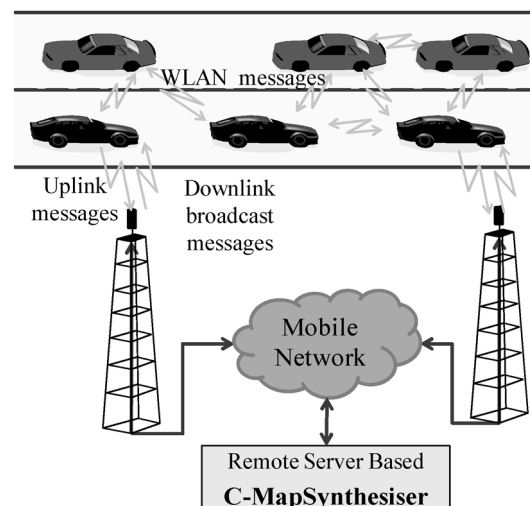 WLAN messages
Uplink
messages
Downlink
broadcast
messages
Mobile
Network
Remote Server Based
C-MapSynthesiser